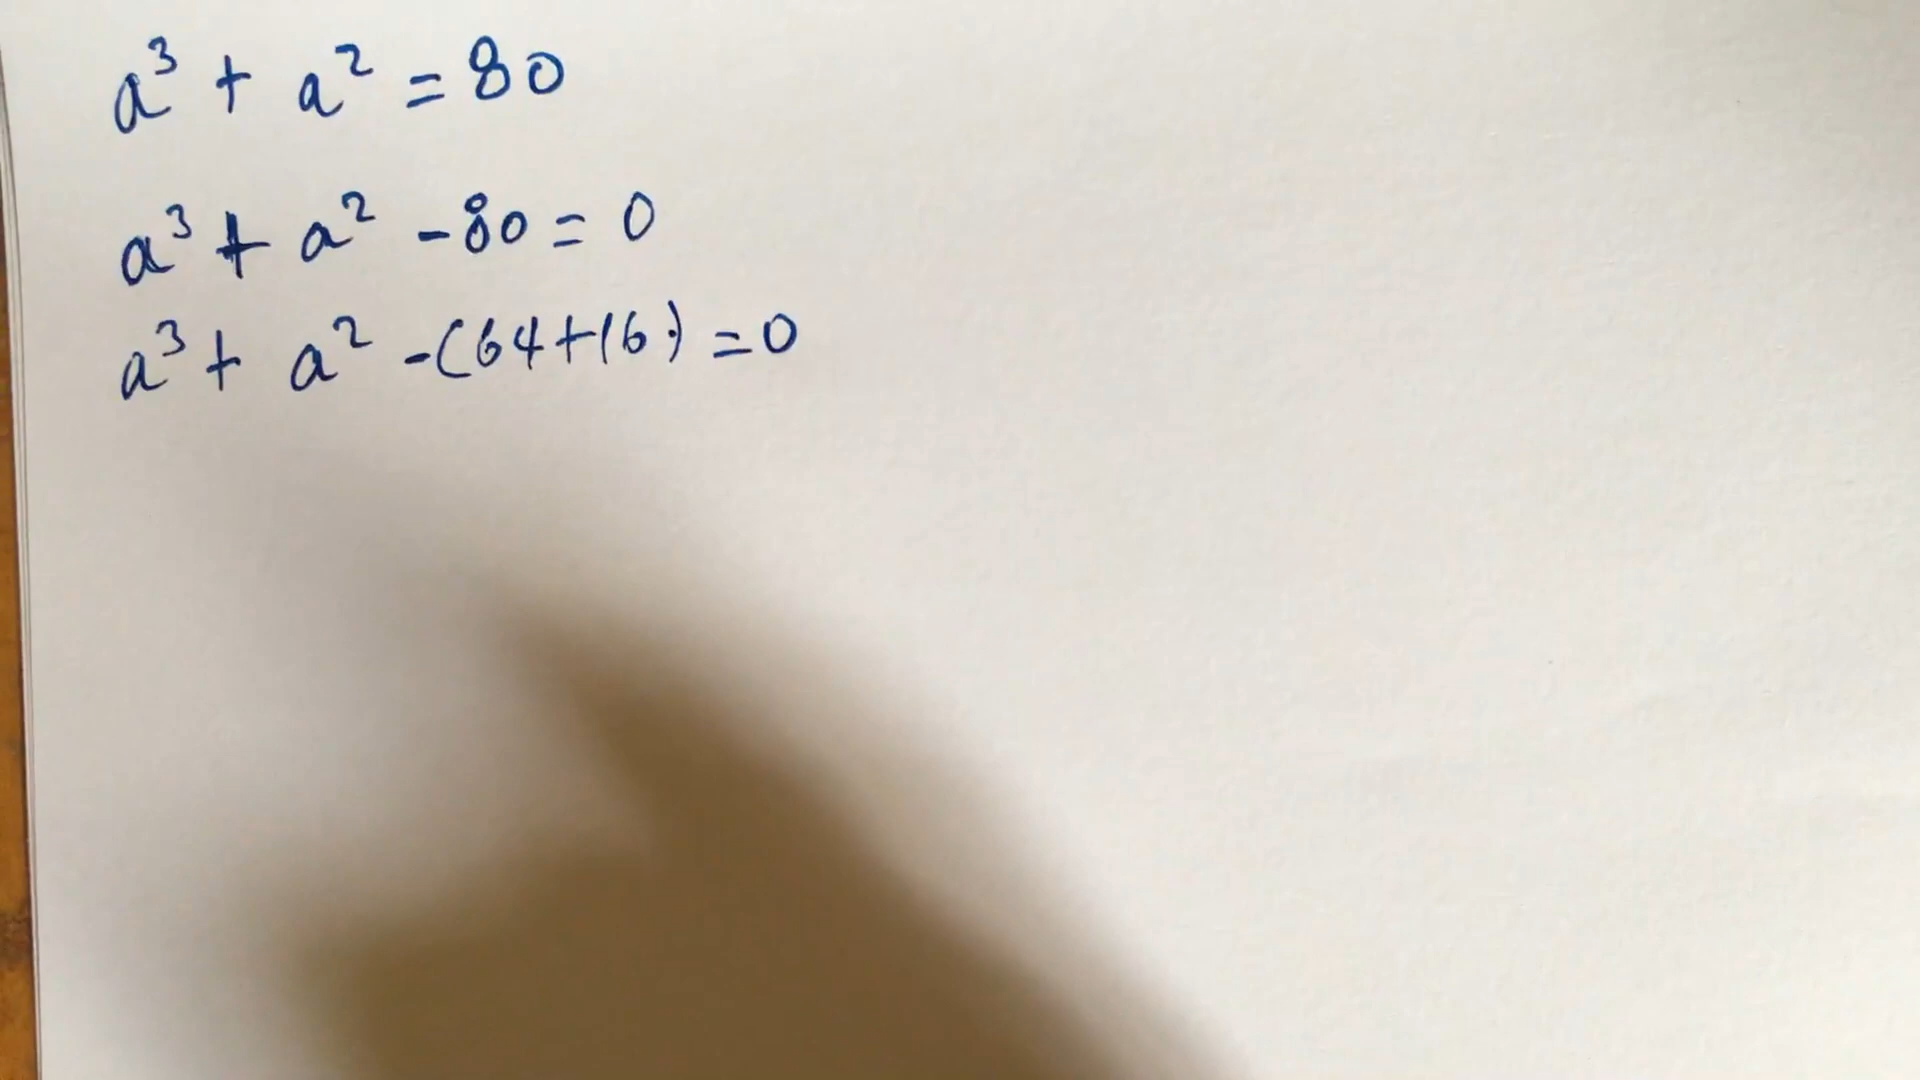 a³ + a² = 80
a³ + a² - 80 = 0
a³ + a² - (64+16) = 0